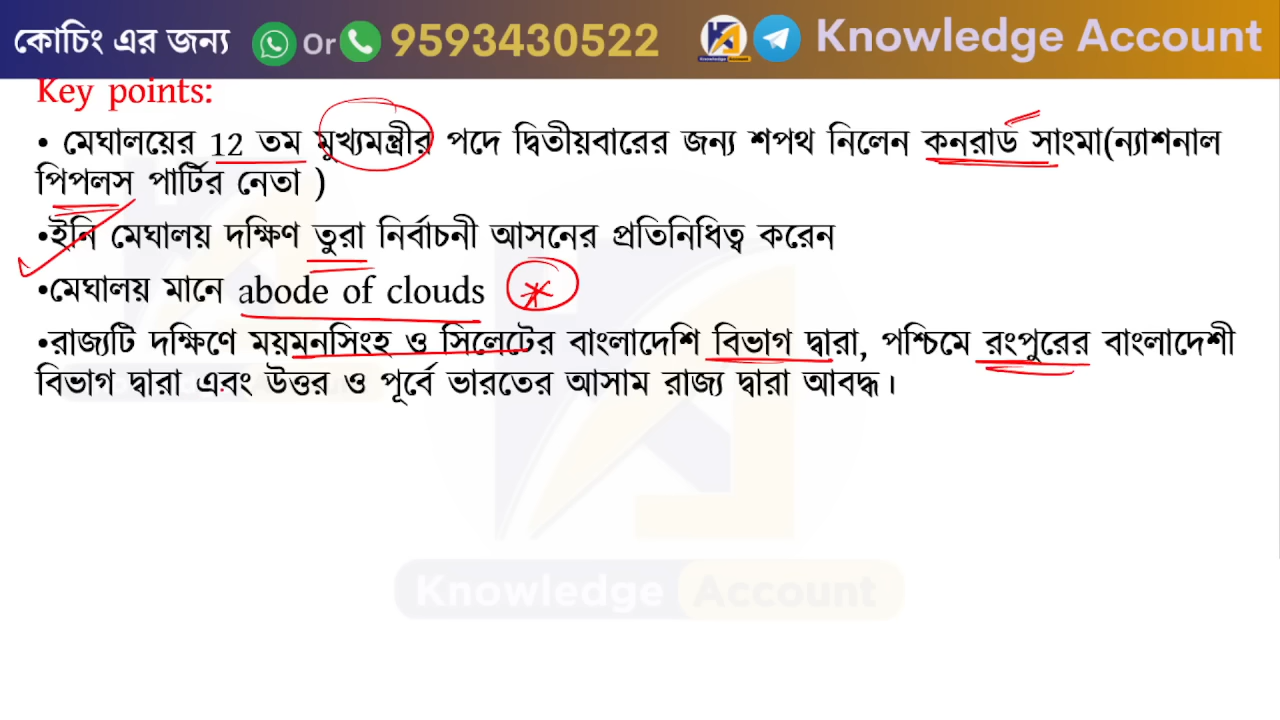 কোচিং এর জন্য Or 9593430522 Knowledge Account
Knowledge Account
Key points:
• মেঘালয়ের 12 তম মুখ্যমন্ত্রীর পদে দ্বিতীয়বারের জন্য শপথ নিলেন কনরাড সাংমা(ন্যাশনাল
পিপলস পার্টির নেতা )
•ইনি মেঘালয় দক্ষিণ তুরা নির্বাচনী আসনের প্রতিনিধিত্ব করেন
•মেঘালয় মানে abode of clouds
•রাজ্যটি দক্ষিণে ময়মনসিংহ ও সিলেটের বাংলাদেশি বিভাগ দ্বারা, পশ্চিমে রংপুরের বাংলাদেশী
বিভাগ দ্বারা এবং উত্তর ও পূর্বে ভারতের আসাম রাজ্য দ্বারা আবদ্ধ।
Knowledge Account